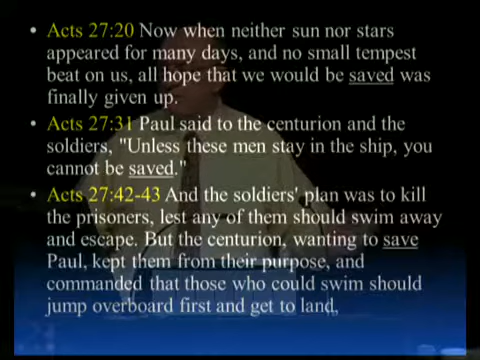 • Acts 27:20 Now when neither sun nor stars
appeared for many days, and no small tempest
beat on us, all hope that we would be saved was
finally given up.
• Acts 27:31 Paul said to the centurion and the
soldiers, "Unless these men stay in the ship, you
cannot be saved."
• Acts 27:42-43 And the soldiers' plan was to kill
the prisoners, lest any of them should swim away
and escape. But the centurion, wanting to save
Paul, kept them from their purpose, and
commanded that those who could swim should
jump overboard first and get to land,